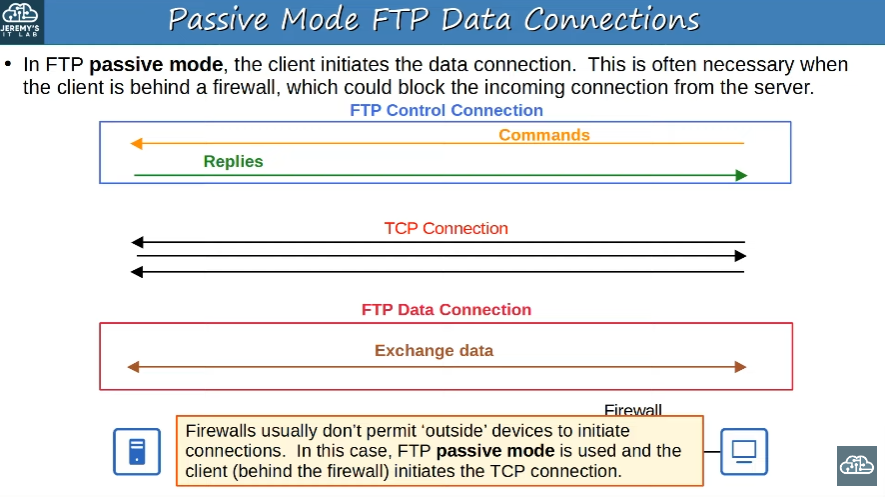 JEREMY'S
IT LAB
Passive Mode FTP Data Connections
• In FTP passive mode, the client initiates the data connection.  This is often necessary when
the client is behind a firewall, which could block the incoming connection from the server.
FTP Control Connection
Commands
Replies
TCP Connection
FTP Data Connection
Exchange data
Firewall
Firewalls usually don't permit ‘outside’ devices to initiate
connections.  In this case, FTP passive mode is used and the
client (behind the firewall) initiates the TCP connection.